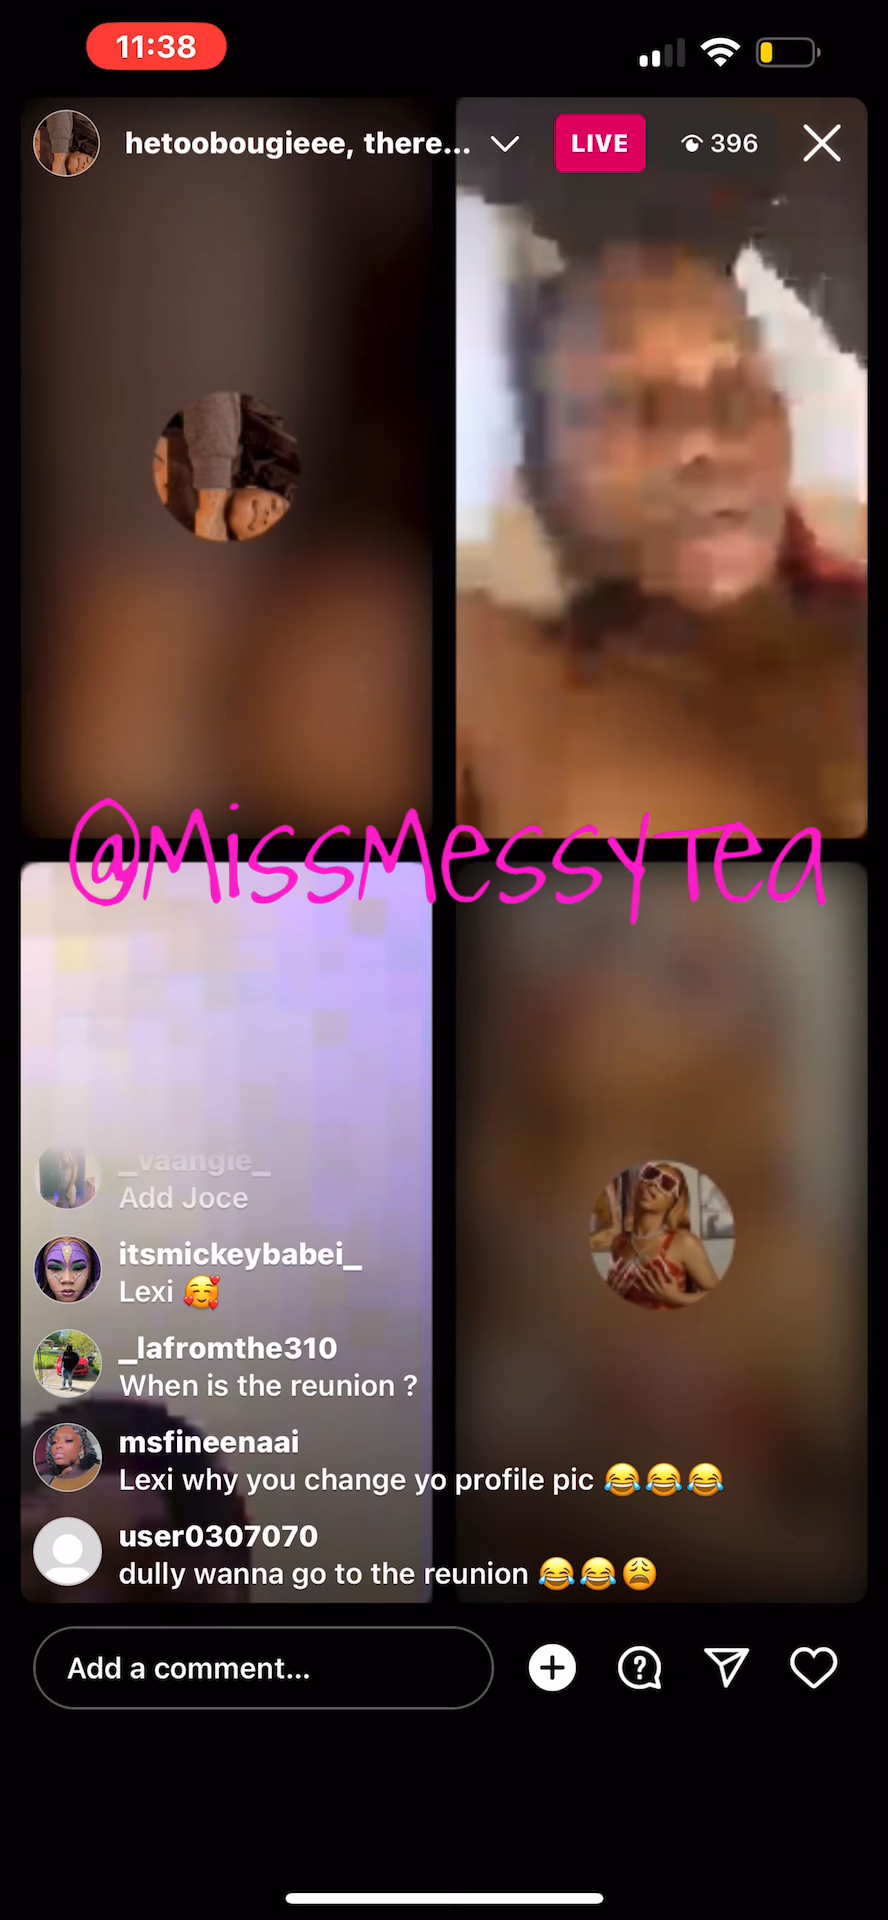 11:38
hetoobougieee, there...
LIVE
396
@MissMessyTea
_vaangie_
Add Joce
itsmickeybabei_
Lexi 🥰
_lafromthe310
When is the reunion ?
msfineenaai
Lexi why you change yo profile pic 😂😂😂
user0307070
dully wanna go to the reunion 😂😂😩
Add a comment...